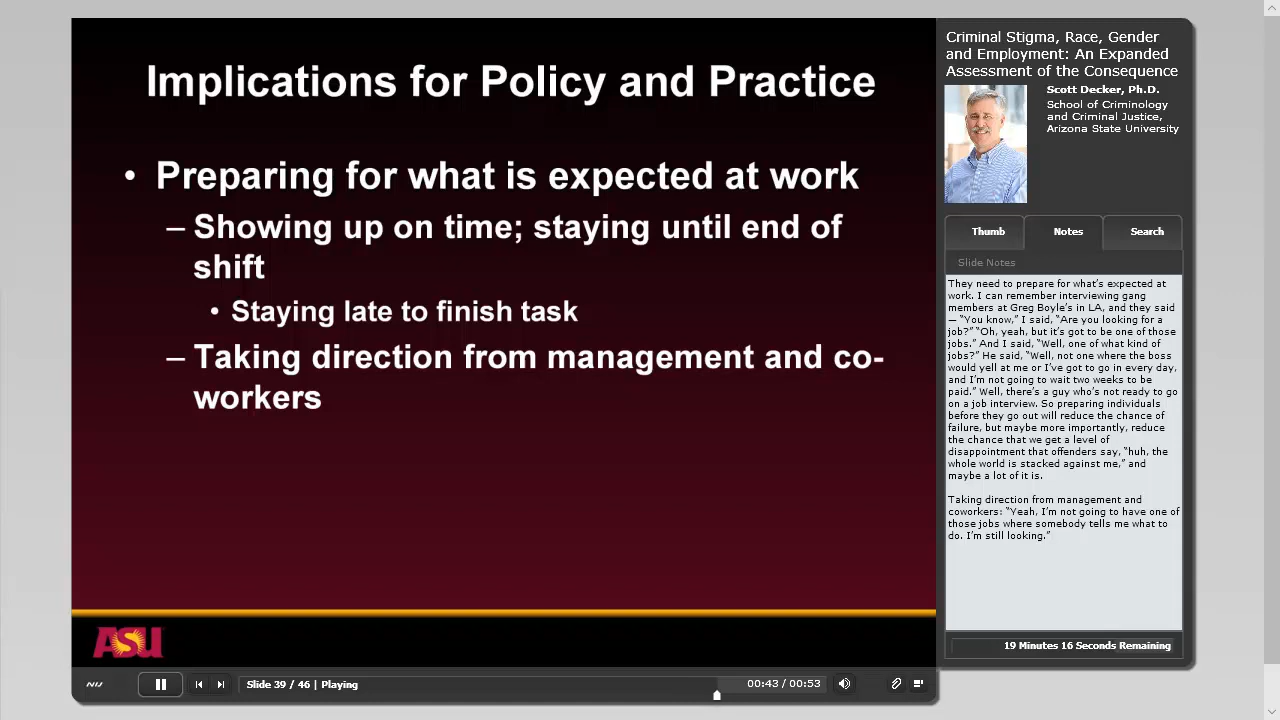 Implications for Policy and Practice
• Preparing for what is expected at work
– Showing up on time; staying until end of
shift
• Staying late to finish task
– Taking direction from management and co-
workers
ASU
NIJ
Slide 39 / 46 | Playing
00:43 / 00:53
Criminal Stigma, Race, Gender
and Employment: An Expanded
Assessment of the Consequence
Scott Decker, Ph.D.
School of Criminology
and Criminal Justice,
Arizona State University
Thumb
Notes
Search
Slide Notes
They need to prepare for what's expected at
work. I can remember interviewing gang
members at Greg Boyle's in LA, and they said
— “You know,” I said, “Are you looking for a
job?” “Oh, yeah, but it's got to be one of those
jobs.” And I said, “Well, one of what kind of
jobs?” He said, “Well, not one where the boss
would yell at me or I've got to go in every day,
and I'm not going to wait two weeks to be
paid.” Well, there's a guy who's not ready to go
on a job interview. So preparing individuals
before they go out will reduce the chance of
failure, but maybe more importantly, reduce
the chance that we get a level of
disappointment that offenders say, “huh, the
whole world is stacked against me,” and
maybe a lot of it is.
Taking direction from management and
coworkers: “Yeah, I'm not going to have one of
those jobs where somebody tells me what to
do. I'm still looking.”
19 Minutes 16 Seconds Remaining